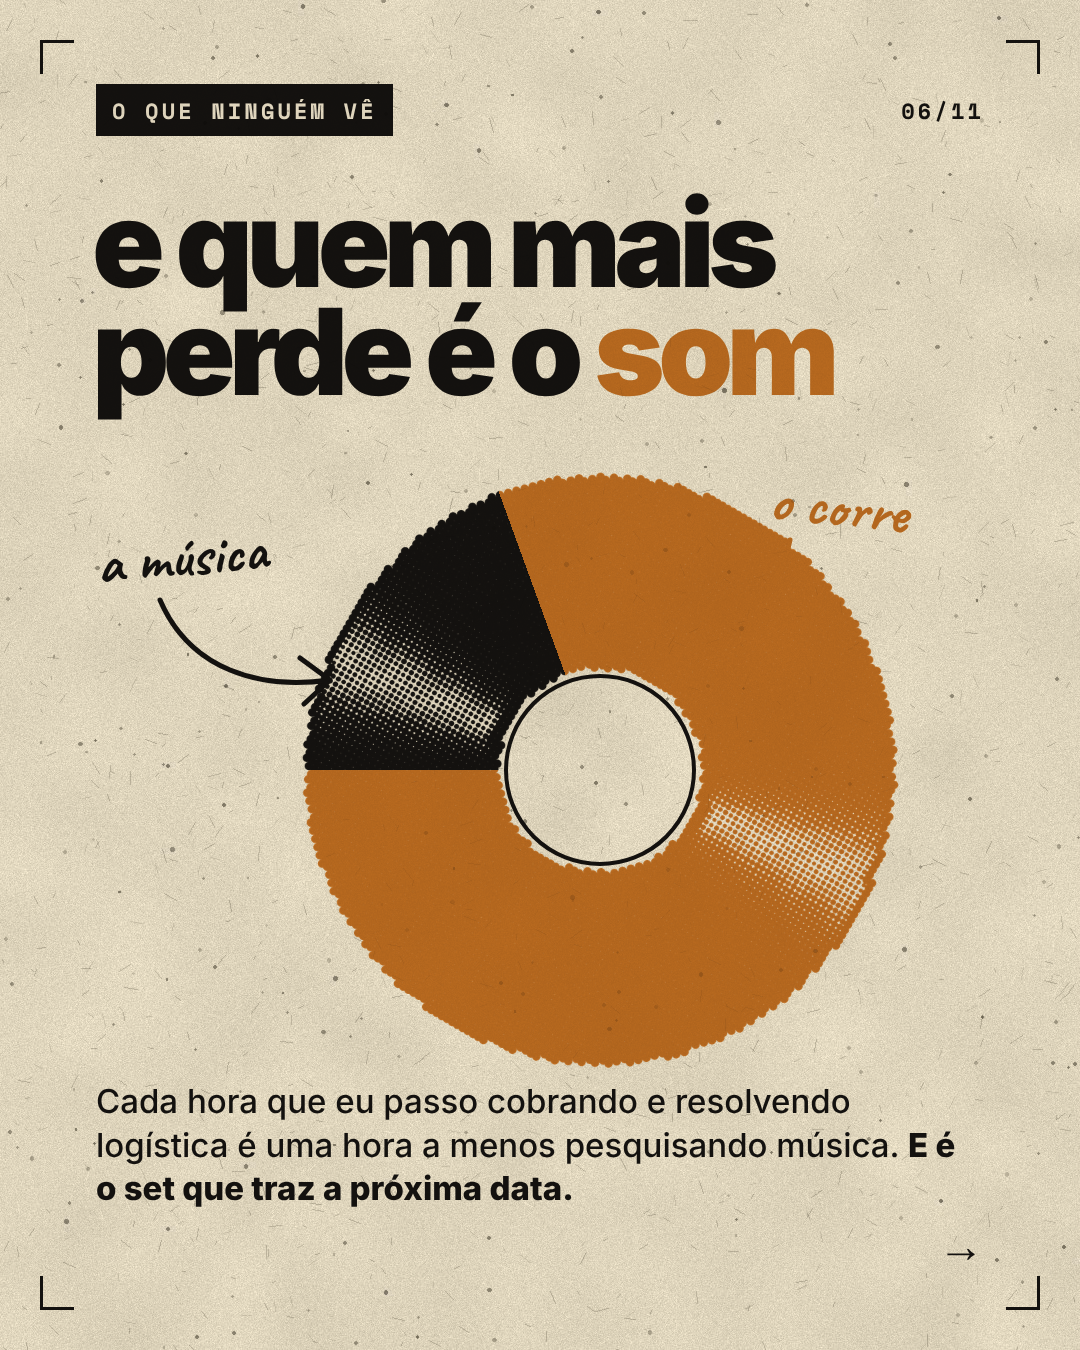 O QUE NINGUÉM VÊ
06/11
e quem mais
perde é o som
o corre
a música
Cada hora que eu passo cobrando e resolvendo
logística é uma hora a menos pesquisando música. E é
o set que traz a próxima data.
→